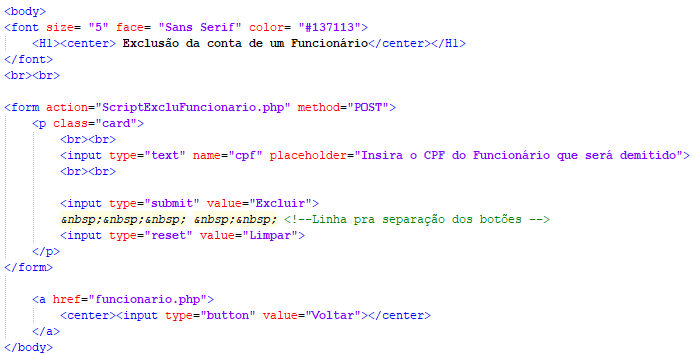 <body>
<font size= "5" face= "Sans Serif" color= "#137113">
<H1><center> Exclusão da conta de um Funcionário</center></H1>
</font>
<br><br>
<form action="ScriptExcluFuncionario.php" method="POST">
<p class="card">
<br><br>
<input type="text" name="cpf" placeholder="Insira o CPF do Funcionário que será demitido">
<br><br>
<input type="submit" value="Excluir">
&nbsp;&nbsp;&nbsp; &nbsp;&nbsp; <!--Linha pra separação dos botões -->
<input type="reset" value="Limpar">
</p>
</form>
<a href="funcionario.php">
<center><input type="button" value="Voltar"></center>
</a>
</body>